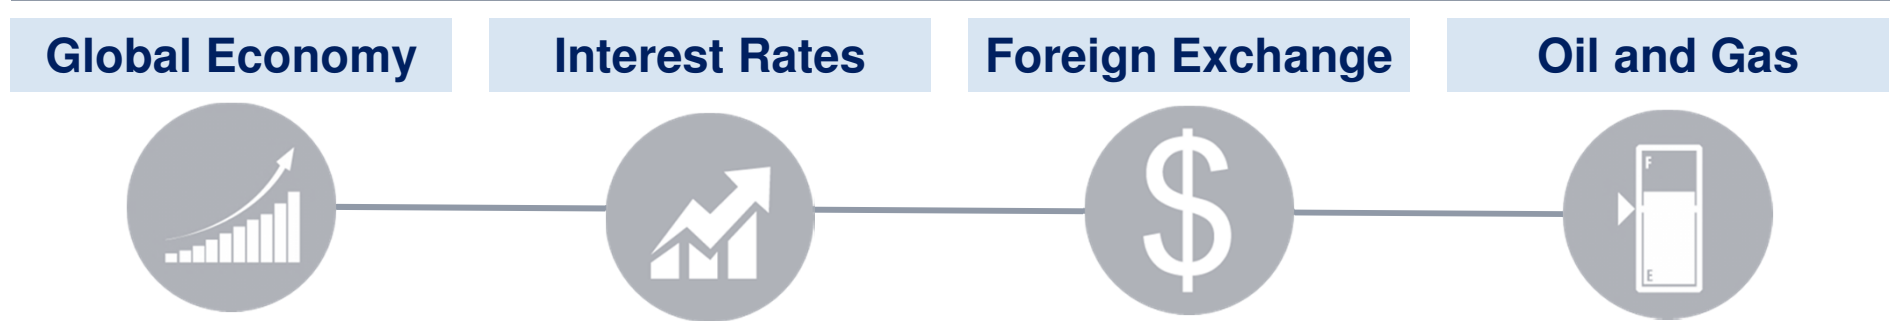 Global Economy
Interest Rates
Foreign Exchange
Oil and Gas
$
F
E